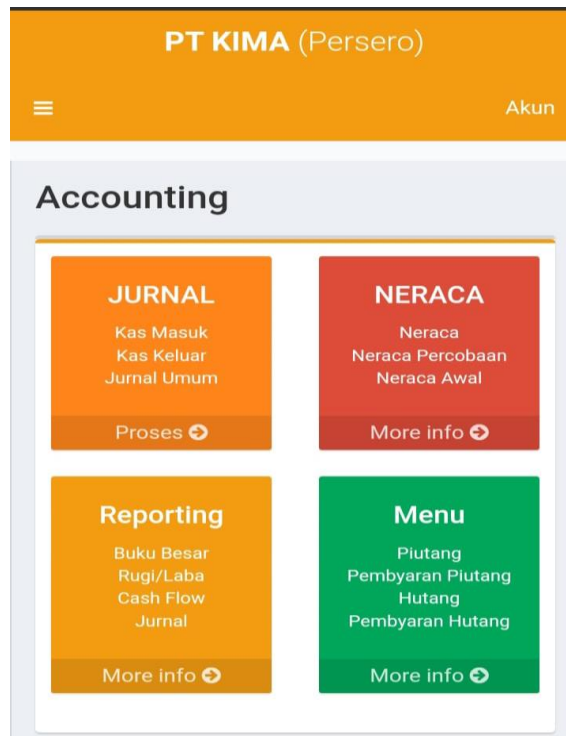 PT KIMA (Persero)
Akun
Accounting
JURNAL
Kas Masuk
Kas Keluar
Jurnal Umum
Proses
NERACA
Neraca
Neraca Percobaan
Neraca Awal
More info
Reporting
Buku Besar
Rugi/Laba
Cash Flow
Jurnal
More info
Menu
Piutang
Pembyaran Piutang
Hutang
Pembyaran Hutang
More info